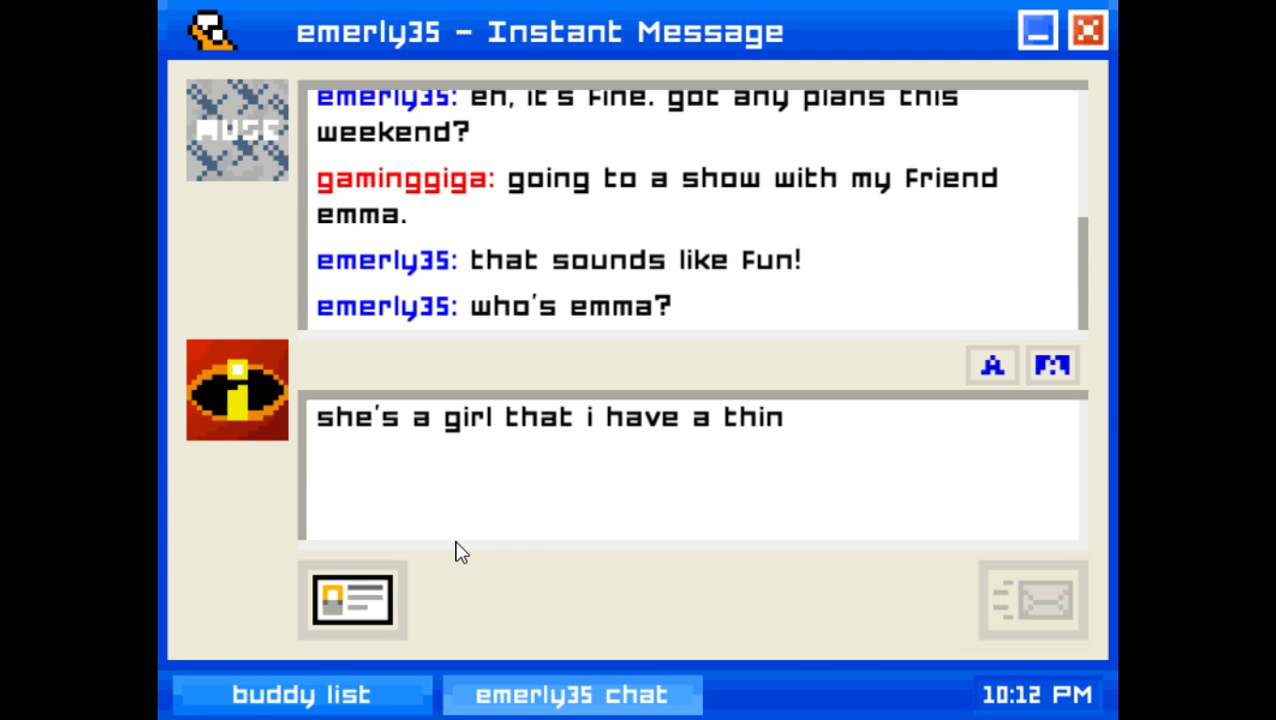 emerly35 - Instant Message
MUSE
emerly35: eh, it's fine. got any plans this
weekend?
gaminggiga: going to a show with my friend
emma.
emerly35: that sounds like fun!
emerly35: who's emma?
i
A
she's a girl that i have a thin
buddy list
emerly35 chat
10:12 PM